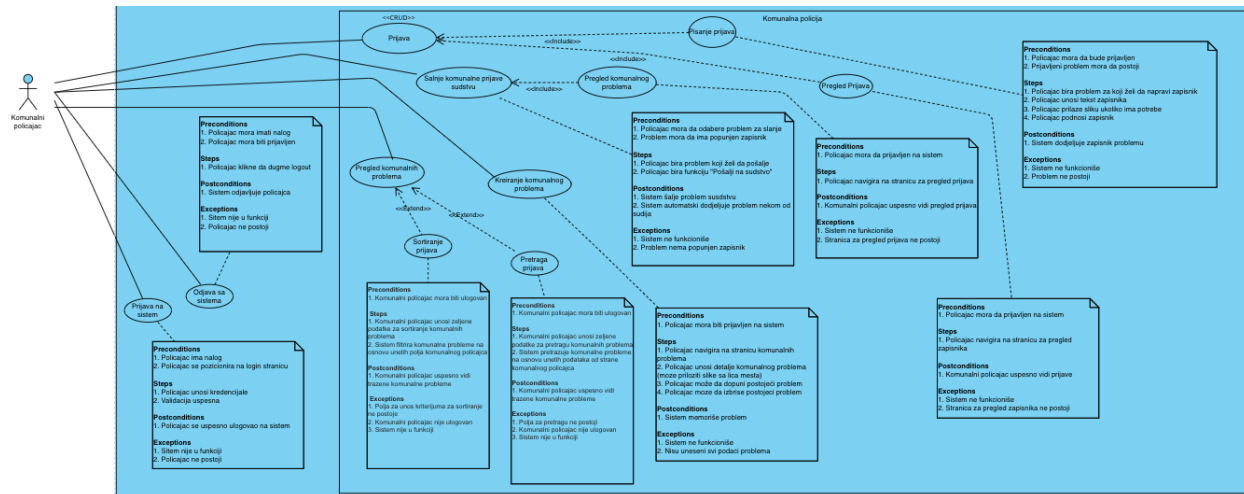 Komunalna policija
<<CRUD>>
Prijava
Pisanje prijava
<<Include>>
<<Include>>
Salnje komunalne prijave
sudstvu
<<Include>>
Pregled komunalnog
problema
Pregled Prijava
Komunalni
policajac
Pregled komunalnih
problema
Kreiranje komunalnog
problema
<<Extend>>
<<Extend>>
Sortiranje
prijava
Pretraga
prijava
Prijava na
sistem
Odjava sa
sistema
Preconditions
1. Policajac mora imati nalog
2. Policajac mora biti prijavljen
Steps
1. Policajac klikne da dugme logout
Postconditions
1. Sistem odjavljuje policajca
Exceptions
1. Sitem nije u funkciji
2. Policajac ne postoji
Preconditions
1. Policajac ima nalog
2. Policajac se pozicionira na login stranicu
Steps
1. Policajac unosi kredencijale
2. Validacija uspesna
Postconditions
1. Policajac se uspesno ulogovao na sistem
Exceptions
1. Sitem nije u funkciji
2. Policajac ne postoji
Preconditions
1. Komunalni policajac mora biti ulogovan
Steps
1. Komunalni policajac unosi zeljene
podatke za sortiranje komunalnih
problema
2. Sistem filtrira komunalne probleme na
osnovu unetih polja komunalnog policajca
Postconditions
1. Komunalni policajac uspesno vidi
trazene komunalne probleme
Exceptions
1. Polja za unos kriterijuma za sortiranje
ne postoje
2. Komunalni policajac nije ulogovan
3. Sistem nije u funkciji
Preconditions
1. Komunalni policajac mora biti ulogovan
Steps
1. Komunalni policajac unosi zeljene
podatke za pretragu komunalnih problema
2. Sistem pretrazuje komunalne probleme
na osnovu unetih podataka od strane
komunalnog policajca
Postconditions
1. Komunalni policajac uspesno vidi
trazene komunalne probleme
Exceptions
1. Polja za pretragu ne postoji
2. Komunalni policajac nije ulogovan
3. Sistem nije u funkciji
Preconditions
1. Policajac mora da odabere problem za slanje
2. Problem mora da ima popunjen zapisnik
Steps
1. Policajac bira problem koji želi da pošalje
2. Policajac bira funkciju "Pošalji na sudstvo"
Postconditions
1. Sistem šalje problem susdstvu
2. Sistem automatski dodjeljuje problem nekom od
sudija
Exceptions
1. Sistem ne funkcioniše
2. Problem nema popunjen zapisnik
Preconditions
1. Policajac mora biti prijavljen na sistem
Steps
1. Policajac navigira na stranicu komunalnih
problema
2. Policajac unosi detalje komunalnog problema
(moze priloziti slike sa lica mesta)
3. Policajac može da dopuni postojeći problem
4. Policajac moze da izbrise postojeci problem
Postconditions
1. Sistem memoriše problem
Exceptions
1. Sistem ne funkcioniše
2. Nisu uneseni svi podaci problema
Preconditions
1. Policajac mora da prijavljen na sistem
Steps
1. Policajac navigira na stranicu za pregled prijava
Postconditions
1. Komunalni policajac uspesno vidi pregled prijava
Exceptions
1. Sistem ne funkcioniše
2. Stranica za pregled prijava ne postoji
Preconditions
1. Policajac mora da bude prijavljen
2. Prijavljeni problem mora da postoji
Steps
1. Policajac bira problem za koji želi da napravi zapisnik
2. Policajac unosi tekst zapisnika
3. Policajac prilaze sliku ukoliko ima potrebe
4. Policajac podnosi zapisnik
Postconditions
1. Sistem dodjeljuje zapisnik problemu
Exceptions
1. Sistem ne funkcioniše
2. Problem ne postoji
Preconditions
1. Policajac mora da prijavljen na sistem
Steps
1. Policajac navigira na stranicu za pregled
zapisnika
Postconditions
1. Komunalni policajac uspesno vidi prijave
Exceptions
1. Sistem ne funkcioniše
2. Stranica za pregled zapisnika ne postoji